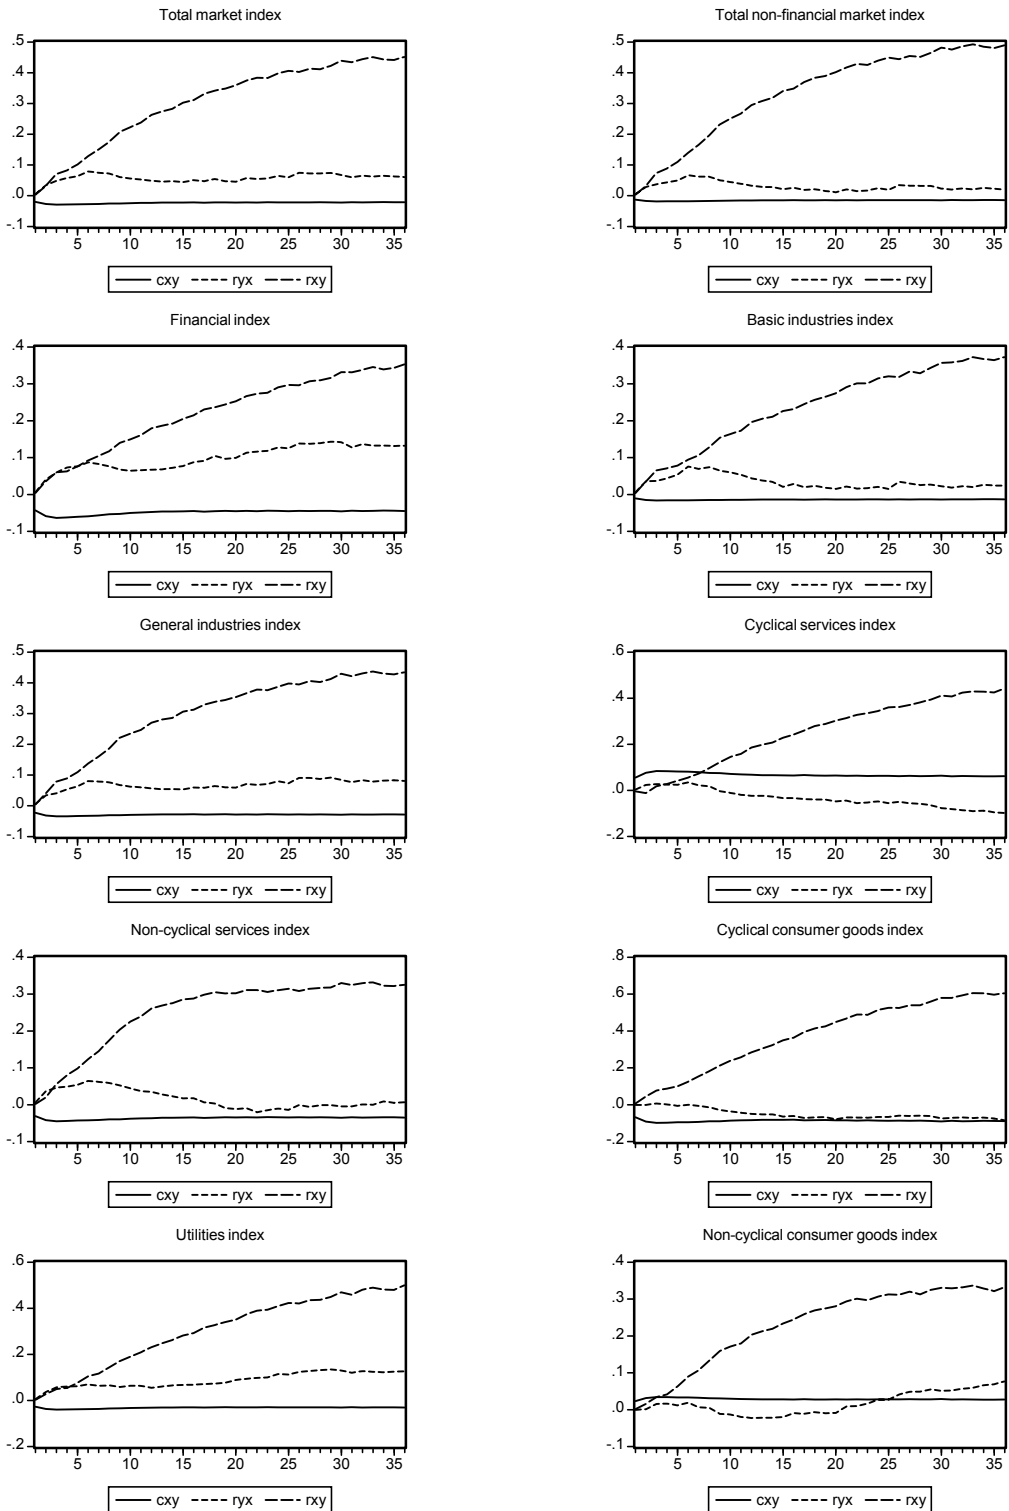 Total market index
.5
.4
.3
.2
.1
.0
-.1
5 10 15 20 25 30 35
cxy ryx rxy
Total non-financial market index
.5
.4
.3
.2
.1
.0
-.1
5 10 15 20 25 30 35
cxy ryx rxy
Financial index
.4
.3
.2
.1
.0
-.1
5 10 15 20 25 30 35
cxy ryx rxy
Basic industries index
.4
.3
.2
.1
.0
-.1
5 10 15 20 25 30 35
cxy ryx rxy
General industries index
.5
.4
.3
.2
.1
.0
-.1
5 10 15 20 25 30 35
cxy ryx rxy
Cyclical services index
.6
.4
.2
.0
-.2
5 10 15 20 25 30 35
cxy ryx rxy
Non-cyclical services index
.4
.3
.2
.1
.0
-.1
5 10 15 20 25 30 35
cxy ryx rxy
Cyclical consumer goods index
.8
.6
.4
.2
.0
-.2
5 10 15 20 25 30 35
cxy ryx rxy
Utilities index
.6
.4
.2
.0
-.2
5 10 15 20 25 30 35
cxy ryx rxy
Non-cyclical consumer goods index
.4
.3
.2
.1
.0
-.1
5 10 15 20 25 30 35
cxy ryx rxy